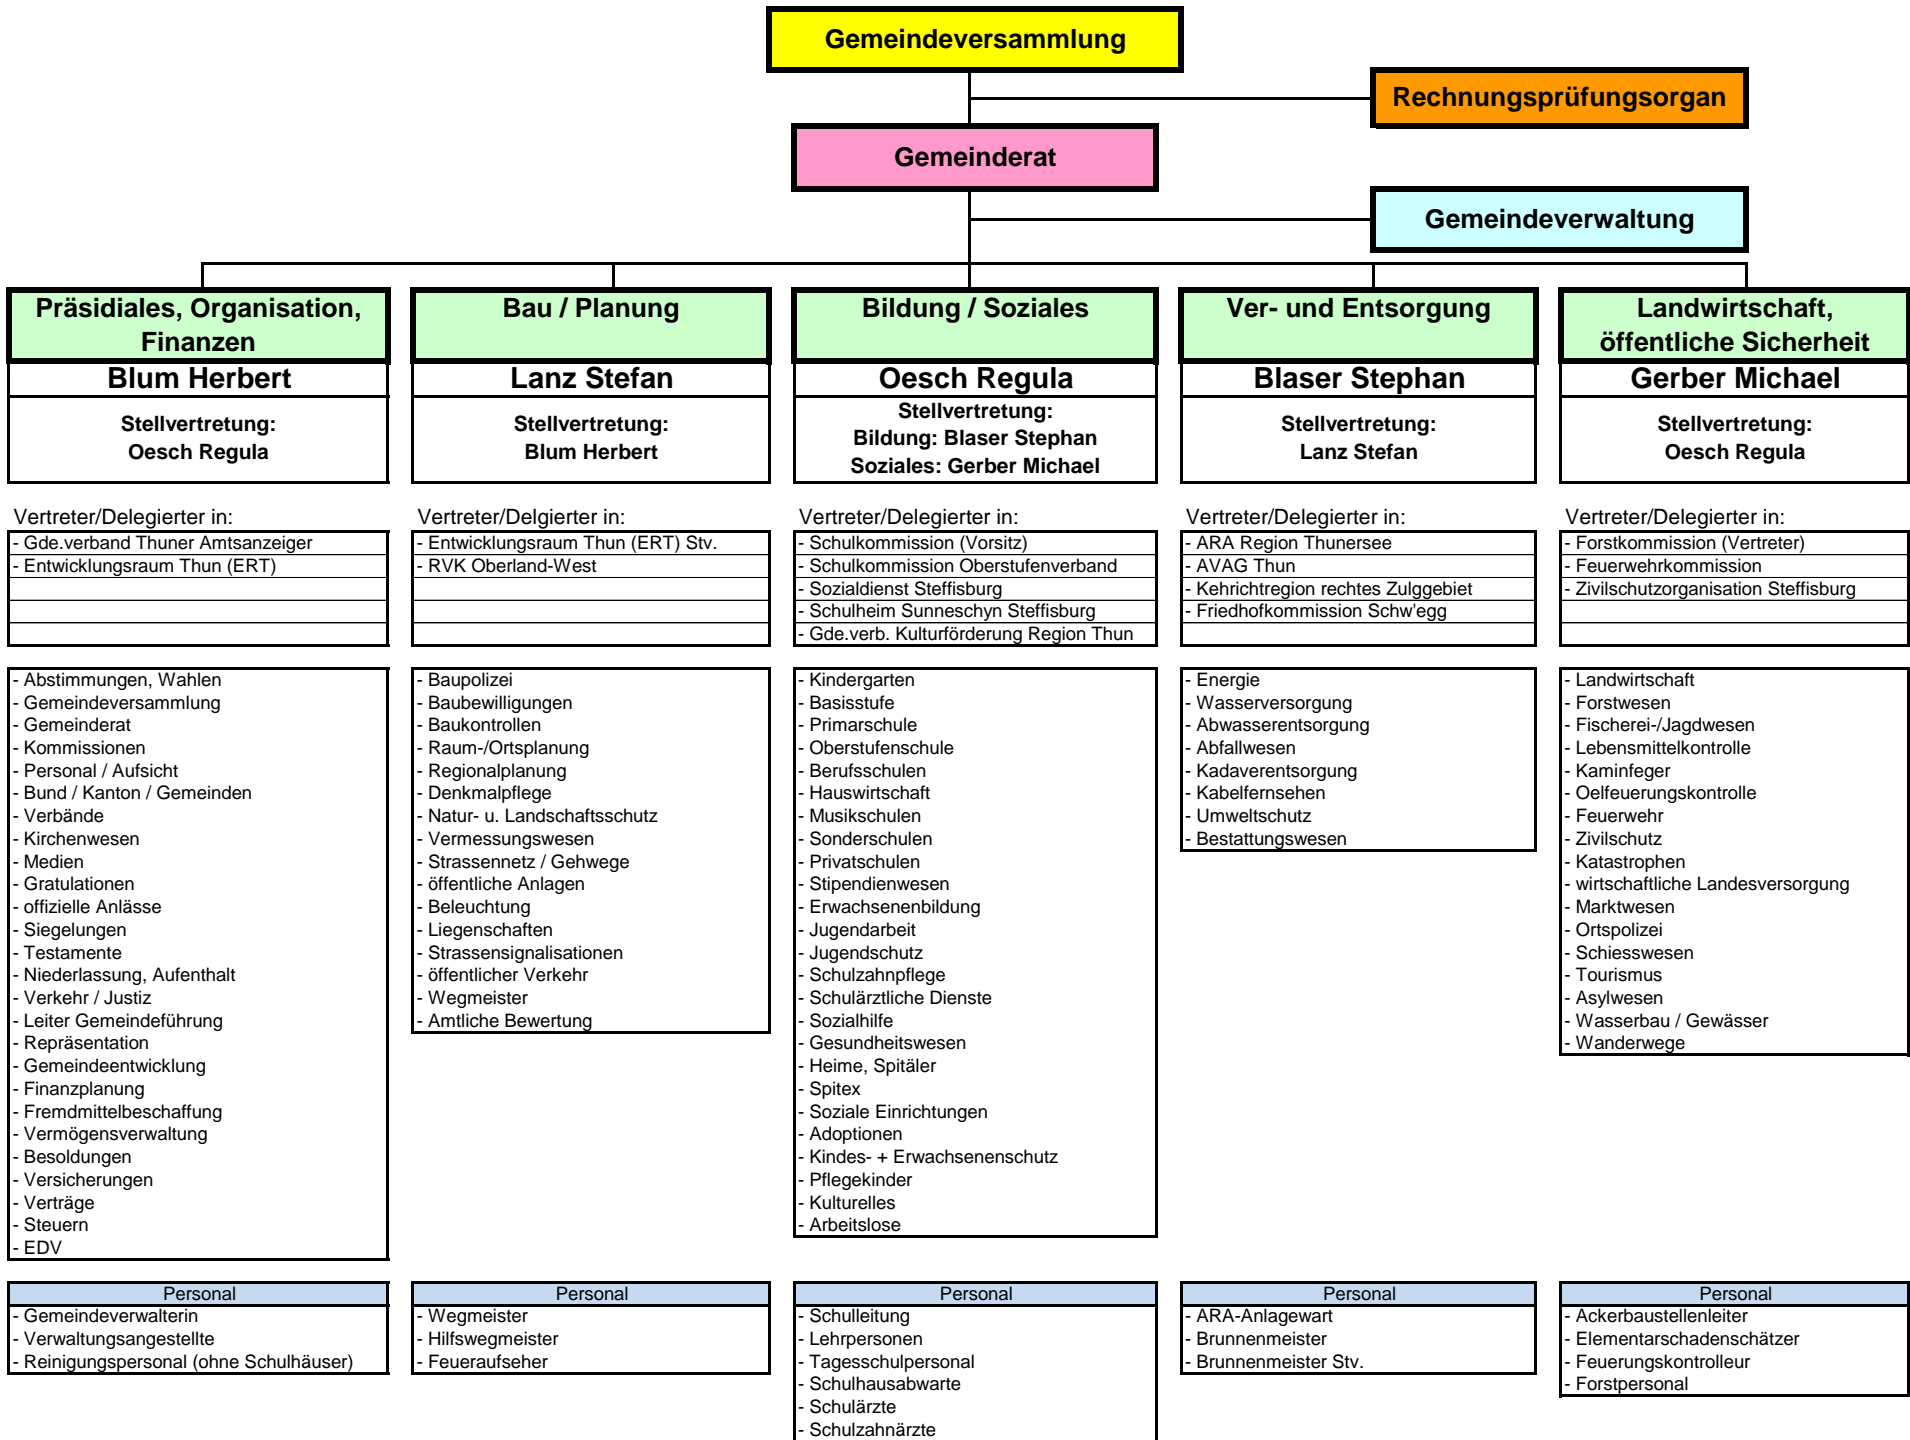 Gemeindeversammlung
Rechnungsprüfungsorgan
Gemeinderat
Gemeindeverwaltung
Präsidiales, Organisation,
Finanzen
Blum Herbert
Stellvertretung:
Oesch Regula
Vertreter/Delegierter in:
- Gde.verband Thuner Amtsanzeiger
- Entwicklungsraum Thun (ERT)
- Abstimmungen, Wahlen
- Gemeindeversammlung
- Gemeinderat
- Kommissionen
- Personal / Aufsicht
- Bund / Kanton / Gemeinden
- Verbände
- Kirchenwesen
- Medien
- Gratulationen
- offizielle Anlässe
- Siegelungen
- Testamente
- Niederlassung, Aufenthalt
- Verkehr / Justiz
- Leiter Gemeindeführung
- Repräsentation
- Gemeindeentwicklung
- Finanzplanung
- Fremdmittelbeschaffung
- Vermögensverwaltung
- Besoldungen
- Versicherungen
- Verträge
- Steuern
- EDV
Personal
- Gemeindeverwalterin
- Verwaltungsangestellte
- Reinigungspersonal (ohne Schulhäuser)
Bau / Planung
Lanz Stefan
Stellvertretung:
Blum Herbert
Vertreter/Delgierter in:
- Entwicklungsraum Thun (ERT) Stv.
- RVK Oberland-West
- Baupolizei
- Baubewilligungen
- Baukontrollen
- Raum-/Ortsplanung
- Regionalplanung
- Denkmalpflege
- Natur- u. Landschaftsschutz
- Vermessungswesen
- Strassennetz / Gehwege
- öffentliche Anlagen
- Beleuchtung
- Liegenschaften
- Strassensignalisationen
- öffentlicher Verkehr
- Wegmeister
- Amtliche Bewertung
Personal
- Wegmeister
- Hilfswegmeister
- Feueraufseher
Bildung / Soziales
Oesch Regula
Stellvertretung:
Bildung: Blaser Stephan
Soziales: Gerber Michael
Vertreter/Delegierter in:
- Schulkommission (Vorsitz)
- Schulkommission Oberstufenverband
- Sozialdienst Steffisburg
- Schulheim Sunneschyn Steffisburg
- Gde.verb. Kulturförderung Region Thun
- Kindergarten
- Basisstufe
- Primarschule
- Oberstufenschule
- Berufsschulen
- Hauswirtschaft
- Musikschulen
- Sonderschulen
- Privatschulen
- Stipendienwesen
- Erwachsenenbildung
- Jugendarbeit
- Jugendschutz
- Schulzahnpflege
- Schulärztliche Dienste
- Sozialhilfe
- Gesundheitswesen
- Heime, Spitäler
- Spitex
- Soziale Einrichtungen
- Adoptionen
- Kindes- + Erwachsenenschutz
- Pflegekinder
- Kulturelles
- Arbeitslose
Personal
- Schulleitung
- Lehrpersonen
- Tagesschulpersonal
- Schulhausabwarte
- Schulärzte
- Schulzahnärzte
Ver- und Entsorgung
Blaser Stephan
Stellvertretung:
Lanz Stefan
Vertreter/Delegierter in:
- ARA Region Thunersee
- AVAG Thun
- Kehrichtregion rechtes Zulggebiet
- Friedhofkommission Schw'egg
- Energie
- Wasserversorgung
- Abwasserentsorgung
- Abfallwesen
- Kadaverentsorgung
- Kabelfernsehen
- Umweltschutz
- Bestattungswesen
Personal
- ARA-Anlagewart
- Brunnenmeister
- Brunnenmeister Stv.
Landwirtschaft,
öffentliche Sicherheit
Gerber Michael
Stellvertretung:
Oesch Regula
Vertreter/Delegierter in:
- Forstkommission (Vertreter)
- Feuerwehrkommission
- Zivilschutzorganisation Steffisburg
- Landwirtschaft
- Forstwesen
- Fischerei-/Jagdwesen
- Lebensmittelkontrolle
- Kaminfeger
- Oelfeuerungskontrolle
- Feuerwehr
- Zivilschutz
- Katastrophen
- wirtschaftliche Landesversorgung
- Marktwesen
- Ortspolizei
- Schiesswesen
- Tourismus
- Asylwesen
- Wasserbau / Gewässer
- Wanderwege
Personal
- Ackerbaustellenleiter
- Elementarschadenschätzer
- Feuerungskontrolleur
- Forstpersonal